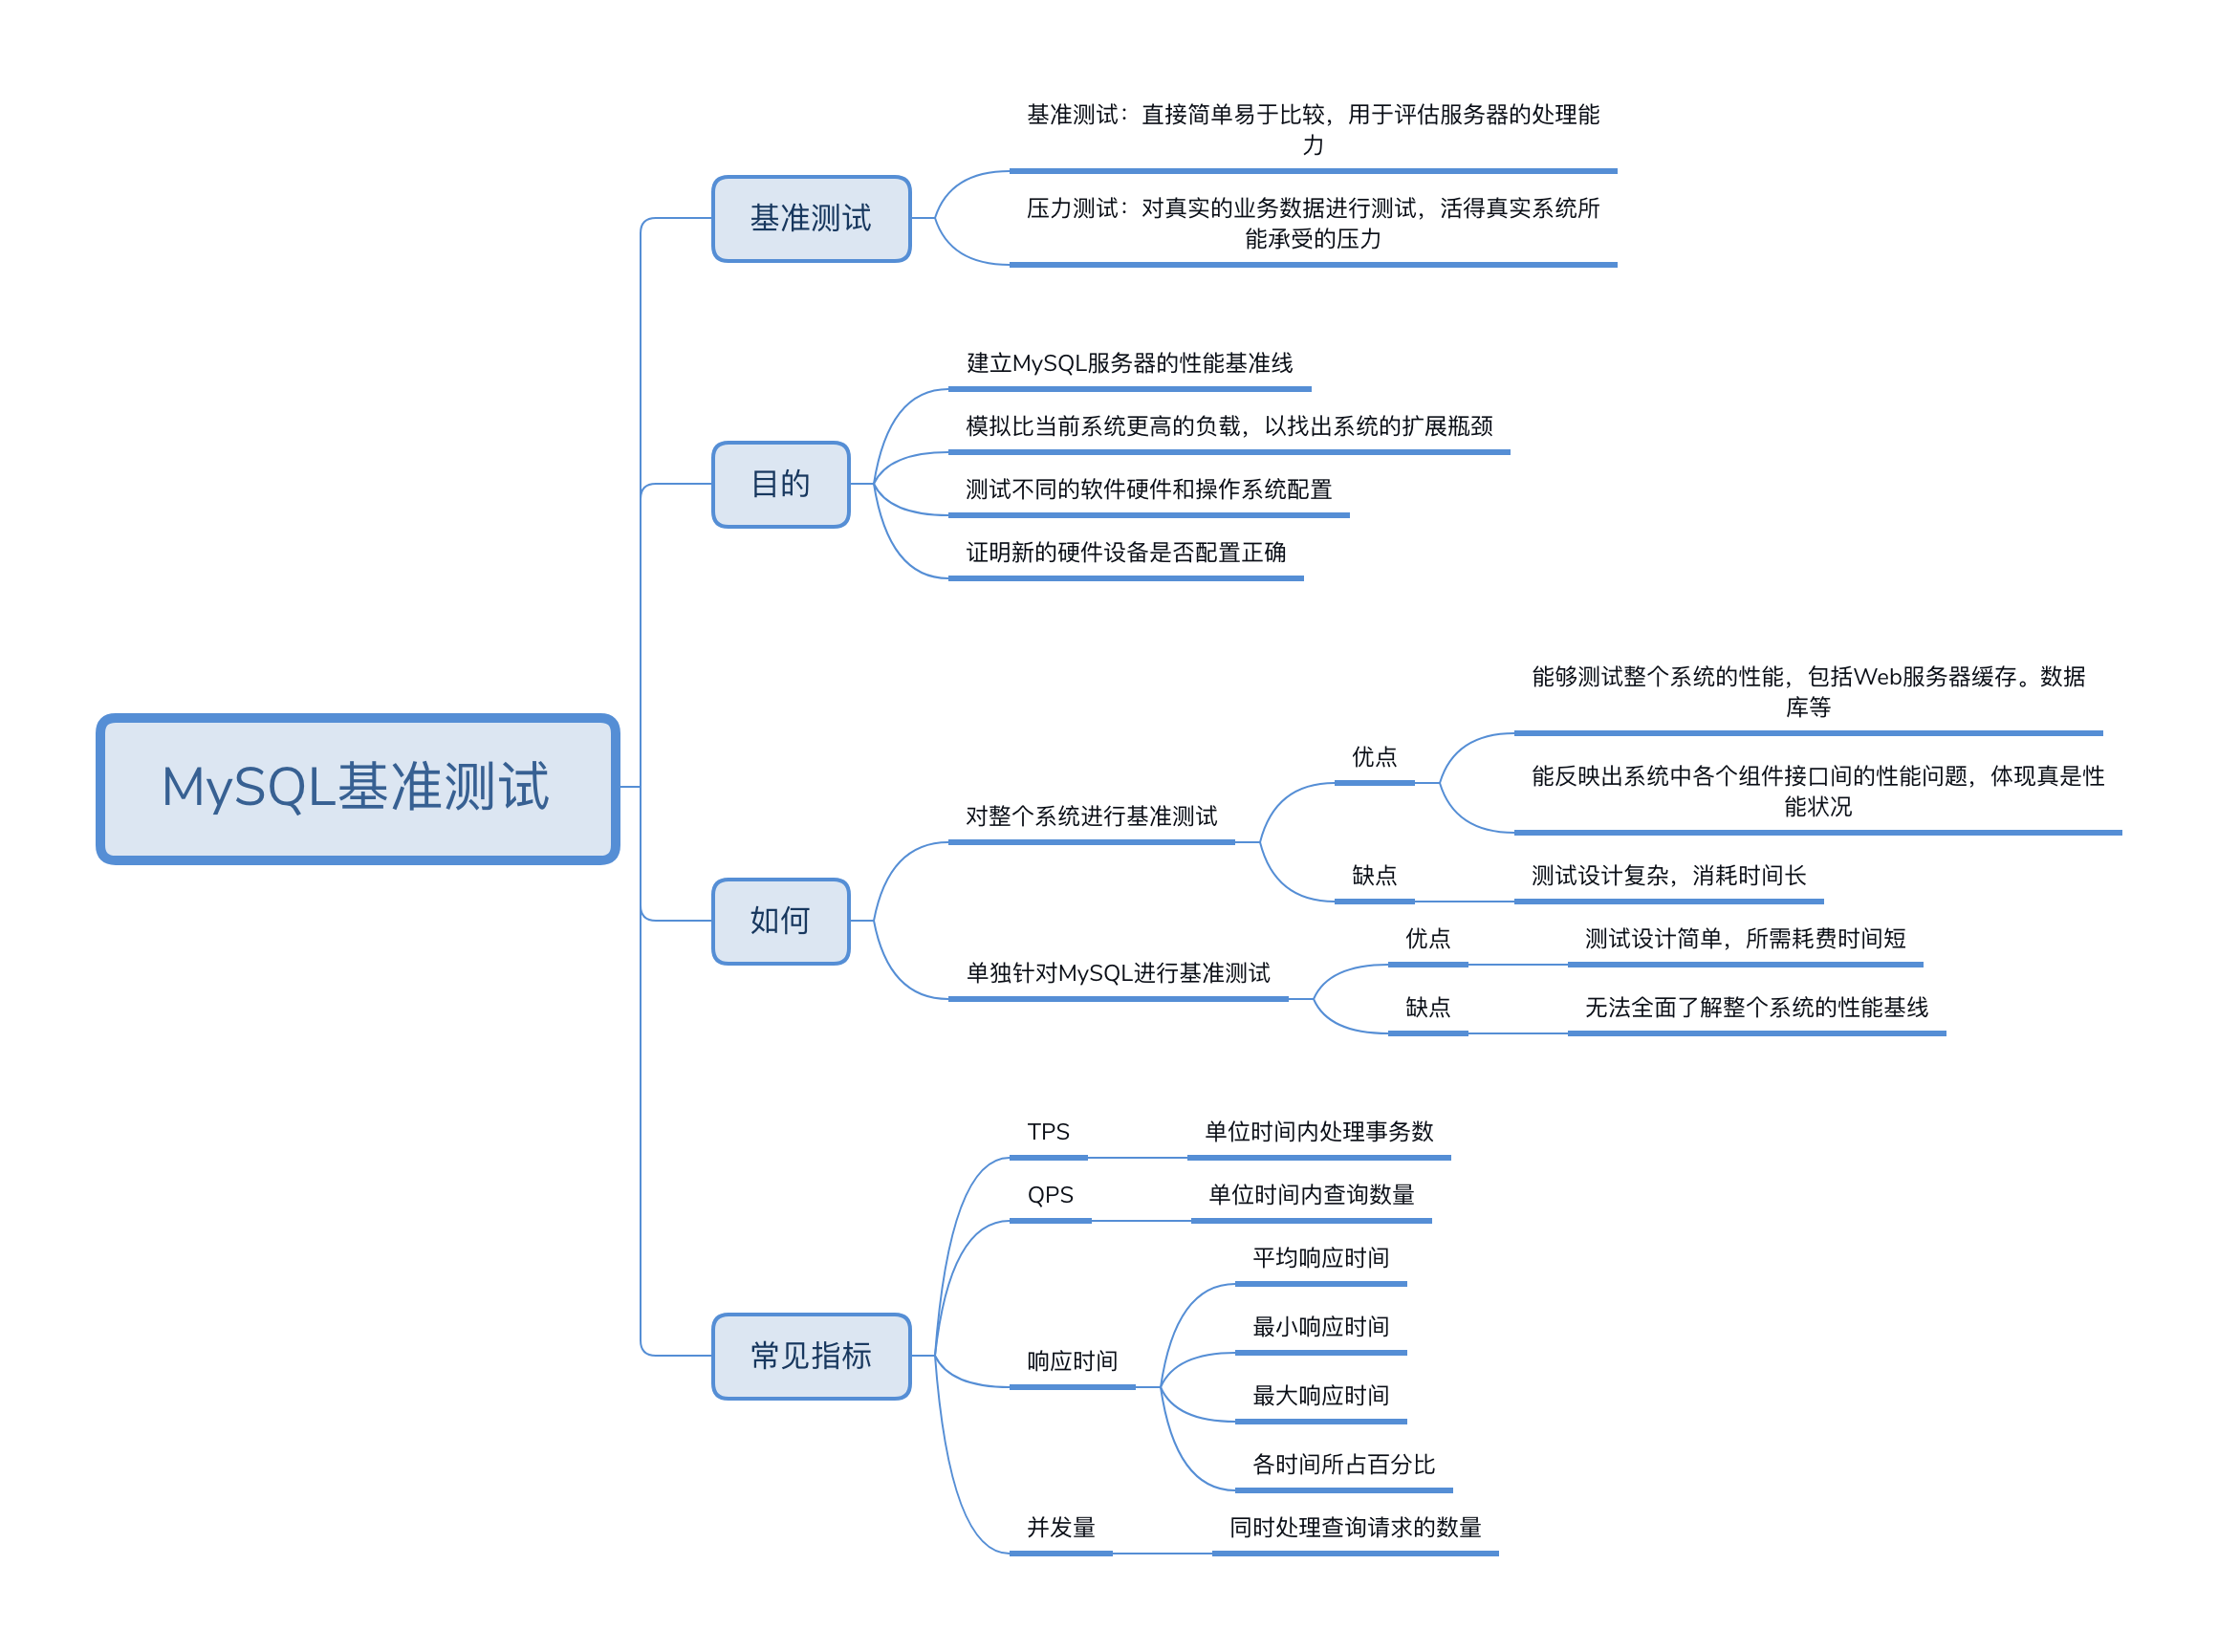 MySQL基准测试
基准测试
基准测试：直接简单易于比较，用于评估服务器的处理能
力
压力测试：对真实的业务数据进行测试，活得真实系统所
能承受的压力
目的
建立MySQL服务器的性能基准线
模拟比当前系统更高的负载，以找出系统的扩展瓶颈
测试不同的软件硬件和操作系统配置
证明新的硬件设备是否配置正确
如何
对整个系统进行基准测试
优点
能够测试整个系统的性能，包括Web服务器缓存。数据
库等
能反映出系统中各个组件接口间的性能问题，体现真是性
能状况
缺点
测试设计复杂，消耗时间长
单独针对MySQL进行基准测试
优点
测试设计简单，所需耗费时间短
缺点
无法全面了解整个系统的性能基线
常见指标
TPS
单位时间内处理事务数
QPS
单位时间内查询数量
响应时间
平均响应时间
最小响应时间
最大响应时间
各时间所占百分比
并发量
同时处理查询请求的数量